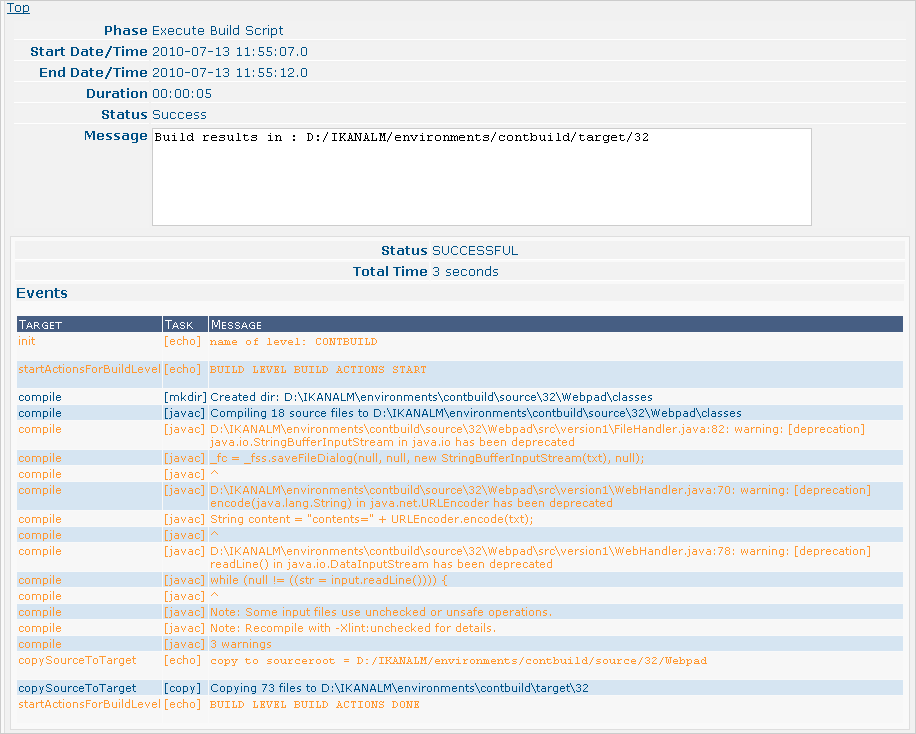 Top
Phase Execute Build Script
Start Date/Time 2010-07-13 11:55:07.0
End Date/Time 2010-07-13 11:55:12.0
Duration 00:00:05
Status Success
Message Build results in : D:/IKANALM/environments/contbuild/target/32
Status SUCCESSFUL
Total Time 3 seconds
Events
TARGET TASK MESSAGE
init [echo] name of level: CONTBUILD
startActionsForBuildLevel [echo] BUILD LEVEL BUILD ACTIONS START
compile [mkdir] Created dir: D:\IKANALM\environments\contbuild\source\32\Webpad\classes
compile [javac] Compiling 18 source files to D:\IKANALM\environments\contbuild\source\32\Webpad\classes
compile [javac] D:\IKANALM\environments\contbuild\source\32\Webpad\src\version1\FileHandler.java:82: warning: [deprecation]
java.io.StringBufferInputStream in java.io has been deprecated
compile [javac] _fc = _fss.saveFileDialog(null, null, new StringBufferInputStream(txt), null);
compile [javac] ^
compile [javac] D:\IKANALM\environments\contbuild\source\32\Webpad\src\version1\WebHandler.java:70: warning: [deprecation]
encode(java.lang.String) in java.net.URLEncoder has been deprecated
compile [javac] String content = "contents=" + URLEncoder.encode(txt);
compile [javac] ^
compile [javac] D:\IKANALM\environments\contbuild\source\32\Webpad\src\version1\WebHandler.java:78: warning: [deprecation]
readLine() in java.io.DataInputStream has been deprecated
compile [javac] while (null != ((str = input.readLine()))) {
compile [javac] ^
compile [javac] Note: Some input files use unchecked or unsafe operations.
compile [javac] Note: Recompile with -Xlint:unchecked for details.
compile [javac] 3 warnings
copySourceToTarget [echo] copy to sourceroot = D:/IKANALM/environments/contbuild/source/32/Webpad
copySourceToTarget [copy] Copying 73 files to D:\IKANALM\environments\contbuild\target\32
startActionsForBuildLevel [echo] BUILD LEVEL BUILD ACTIONS DONE